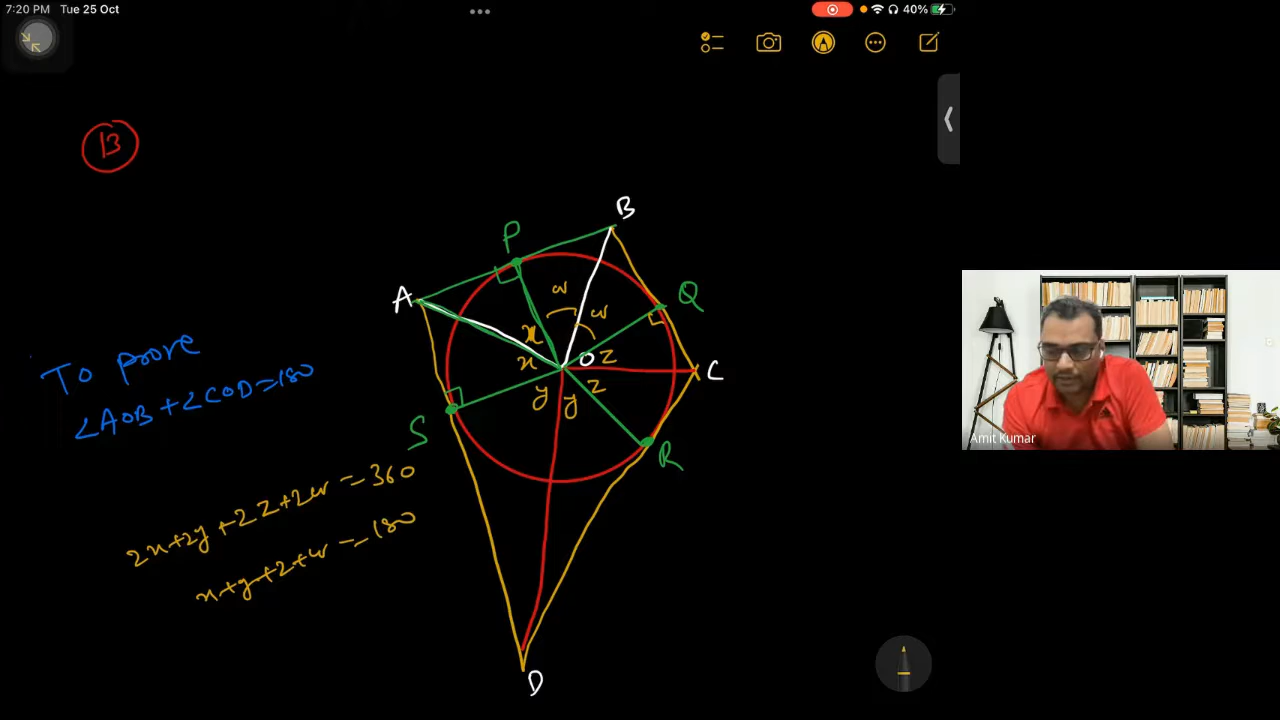 7:20 PM Tue 25 Oct
40%
13
B
P
A
Q
w
w
x
O
z
C
x
y
y
z
S
R
D
To prove
∠AOB+∠COD=180
2x+2y+2z+2w=360
x+y+z+w=180
Amit Kumar